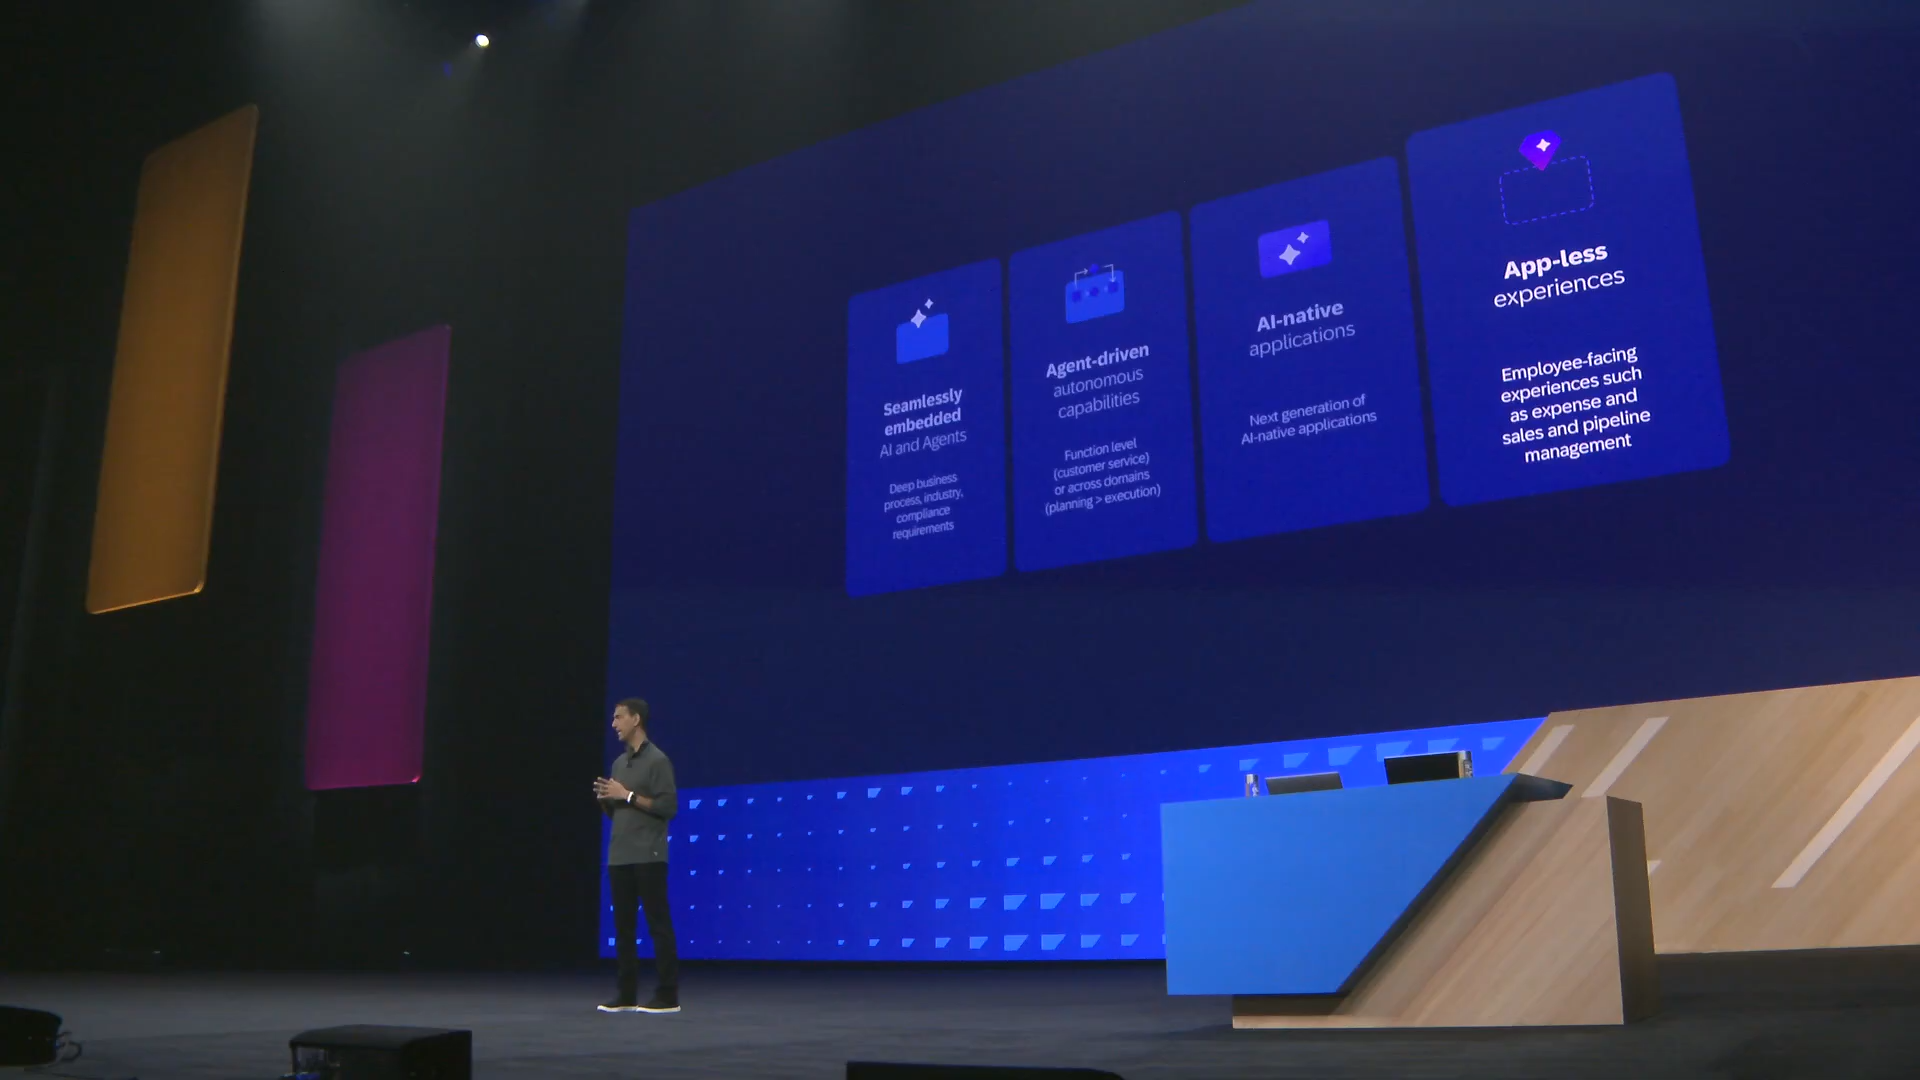 Seamlessly
embedded
AI and Agents
Deep business
process, industry,
compliance
requirements
Agent-driven
autonomous
capabilities
Function level
(customer service)
or across domains
(planning > execution)
AI-native
applications
Next generation of
AI-native applications
App-less
experiences
Employee-facing
experiences such
as expense and
sales and pipeline
management